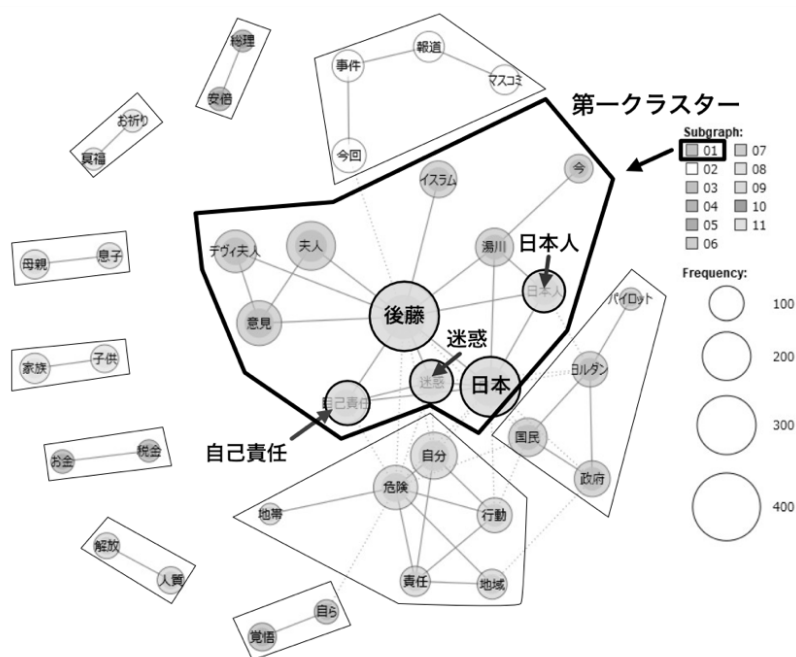 総理
安倍
お祈り
冥福
事件
報道
マスコミ
今回
第一クラスター
Subgraph:
01
02
03
04
05
06
07
08
09
10
11
イスラム
今
デヴィ夫人
夫人
湯川
日本人
日本人
母親
息子
意見
後藤
迷惑
迷惑
日本
自己責任
自己責任
Frequency:
100
200
300
400
パイロット
ヨルダン
国民
政府
家族
子供
お金
税金
自分
危険
地帯
行動
責任
地域
解放
人質
自ら
覚悟